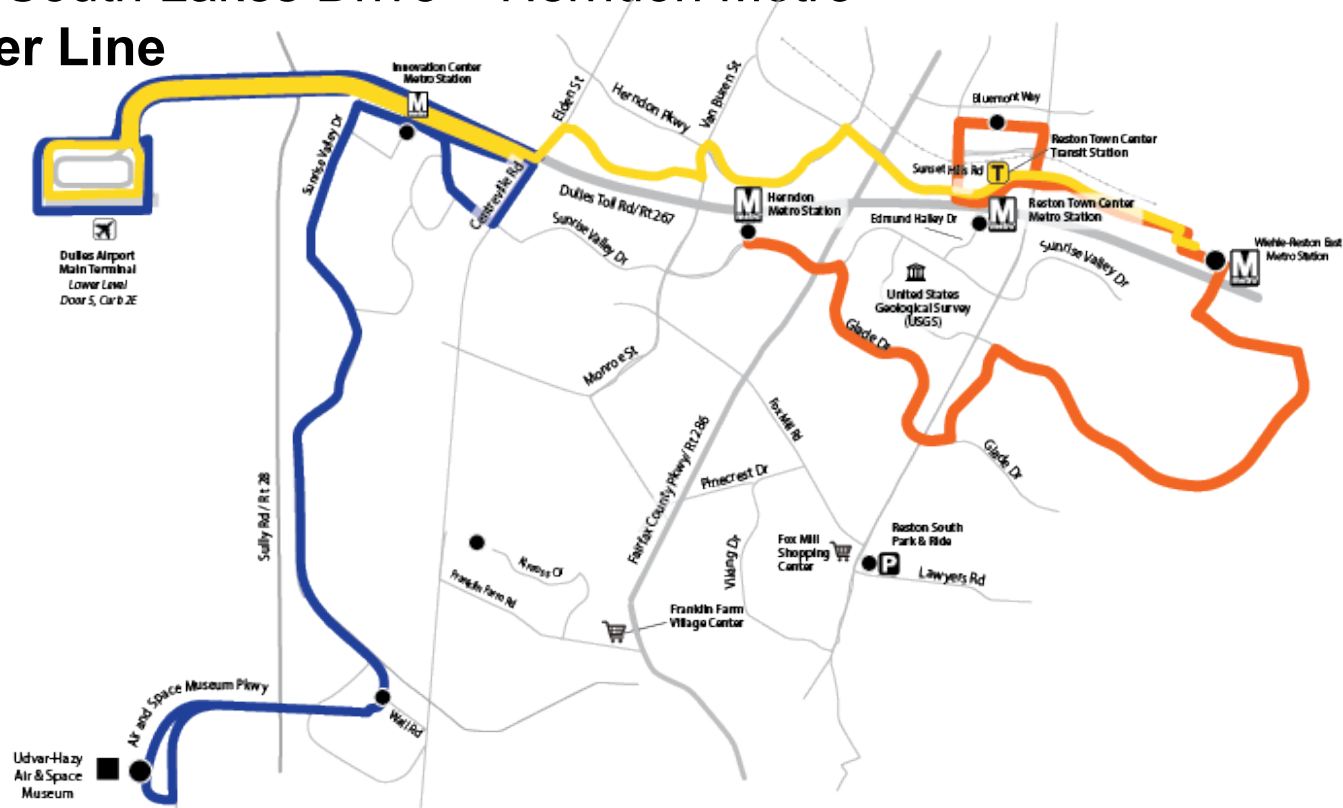 South Lakes Drive – Herndon Metro
er Line
Innovation Center
Metro Station
M
Elden St
Herndon Pkwy
Van Buren St
Bluemont Way
Reston Town Center
Transit Station
Sunset Hills Rd
T
Sunrise Valley Dr
Centreville Rd
Dulles Toll Rd/Rt 267
M
Herndon
Metro Station
Edmund Halley Dr
M
Reston Town Center
Metro Station
Sunrise Valley Dr
Sunrise Valley Dr
Wiehle-Reston East
Metro Station
M
Dulles Airport
Main Terminal
Lower Level
Door 5, Curb 2E
United States
Geological Survey
(USGS)
Glade Dr
Monroe St
Fox Mill Rd
Fairfax County Pkwy/Rt 286
Pinecrest Dr
Glade Dr
Sully Rd / Rt 28
Viking Dr
Fox Mill
Shopping
Center
Reston South
Park & Ride
P
Lawyers Rd
Franklin Farm Rd
Franklin Farm
Village Center
Air and Space Museum Pkwy
Wall Rd
Udvar-Hazy
Air & Space
Museum